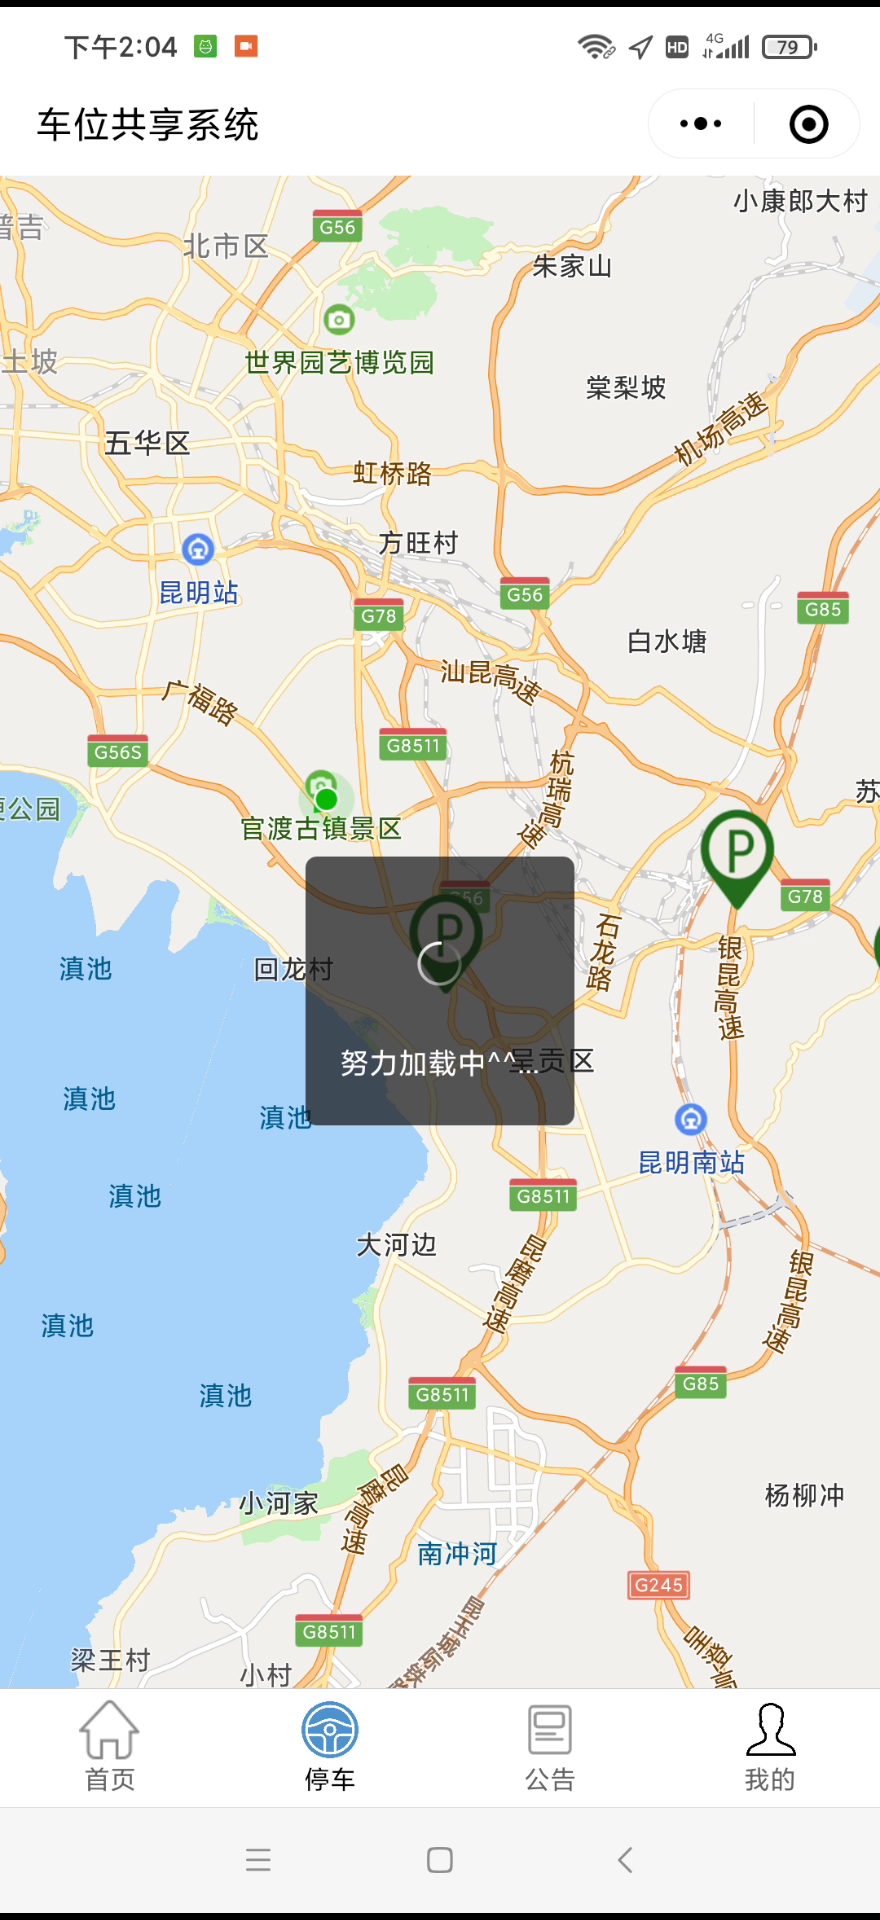 下午2:04
HD
4G
79
车位共享系统
小康郎大村
普吉
G56
北市区
朱家山
世界园艺博览园
土坡
棠梨坡
机场高速
五华区
虹桥路
方旺村
昆明站
G56
G85
G78
白水塘
汕昆高速
广福路
G8511
G56S
杭瑞高速
苏
公园
官渡古镇景区
P
G56
G78
P
石龙路
银昆高速
滇池
回龙村
努力加载中^^...
呈贡区
滇池
滇池
昆明南站
滇池
G8511
大河边
昆磨高速
银昆高速
滇池
G85
滇池
G8511
昆磨高速
小河家
杨柳冲
南冲河
G245
G8511
梁王村
小村
首页
停车
公告
我的